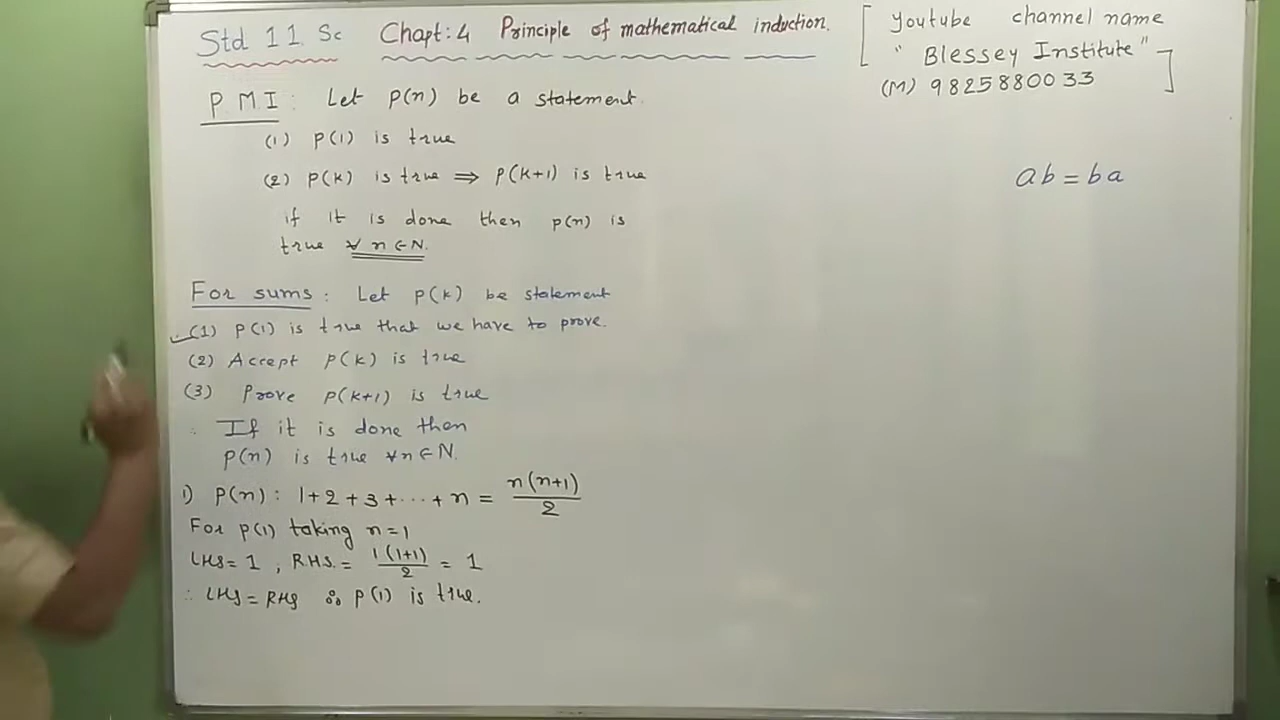 Std 11 Sc Chapt: 4 Principle of mathematical induction.
[ Youtube channel name
" Blessey Institute" ]
(M) 9825880033
P.M.I : Let P(n) be a statement.
(1) P(1) is true
(2) P(k) is true ⇒ P(k+1) is true
if it is done then P(n) is
true ∀ n ∈ N.
ab = ba
For sums : Let P(k) be statement
(1) P(1) is true that we have to prove.
(2) Accept P(k) is true
(3) Prove P(k+1) is true
∴ If it is done then
P(n) is true ∀ n ∈ N.
1) P(n) : 1+2+3+...+n = n(n+1)/2
For P(1) taking n=1
LHS = 1 , R.H.S. = 1(1+1)/2 = 1
∴ LHS = RHS ∴ P(1) is true.